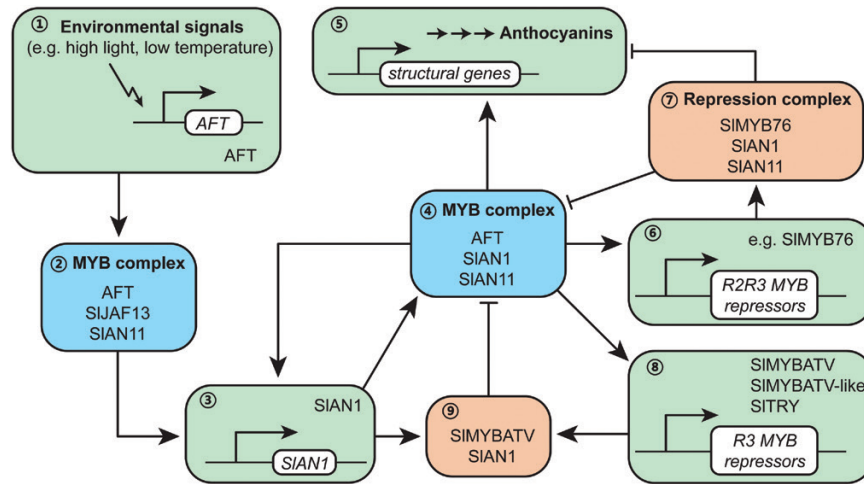 ① Environmental signals
(e.g. high light, low temperature)
AFT
AFT
② MYB complex
AFT
SlJAF13
SlAN11
③
SlAN1
SlAN1
④ MYB complex
AFT
SlAN1
SlAN11
⑤
Anthocyanins
structural genes
⑥
e.g. SlMYB76
R2R3 MYB
repressors
⑦ Repression complex
SlMYB76
SlAN1
SlAN11
⑧
SlMYBATV
SlMYBATV-like
SlTRY
R3 MYB
repressors
⑨
SlMYBATV
SlAN1